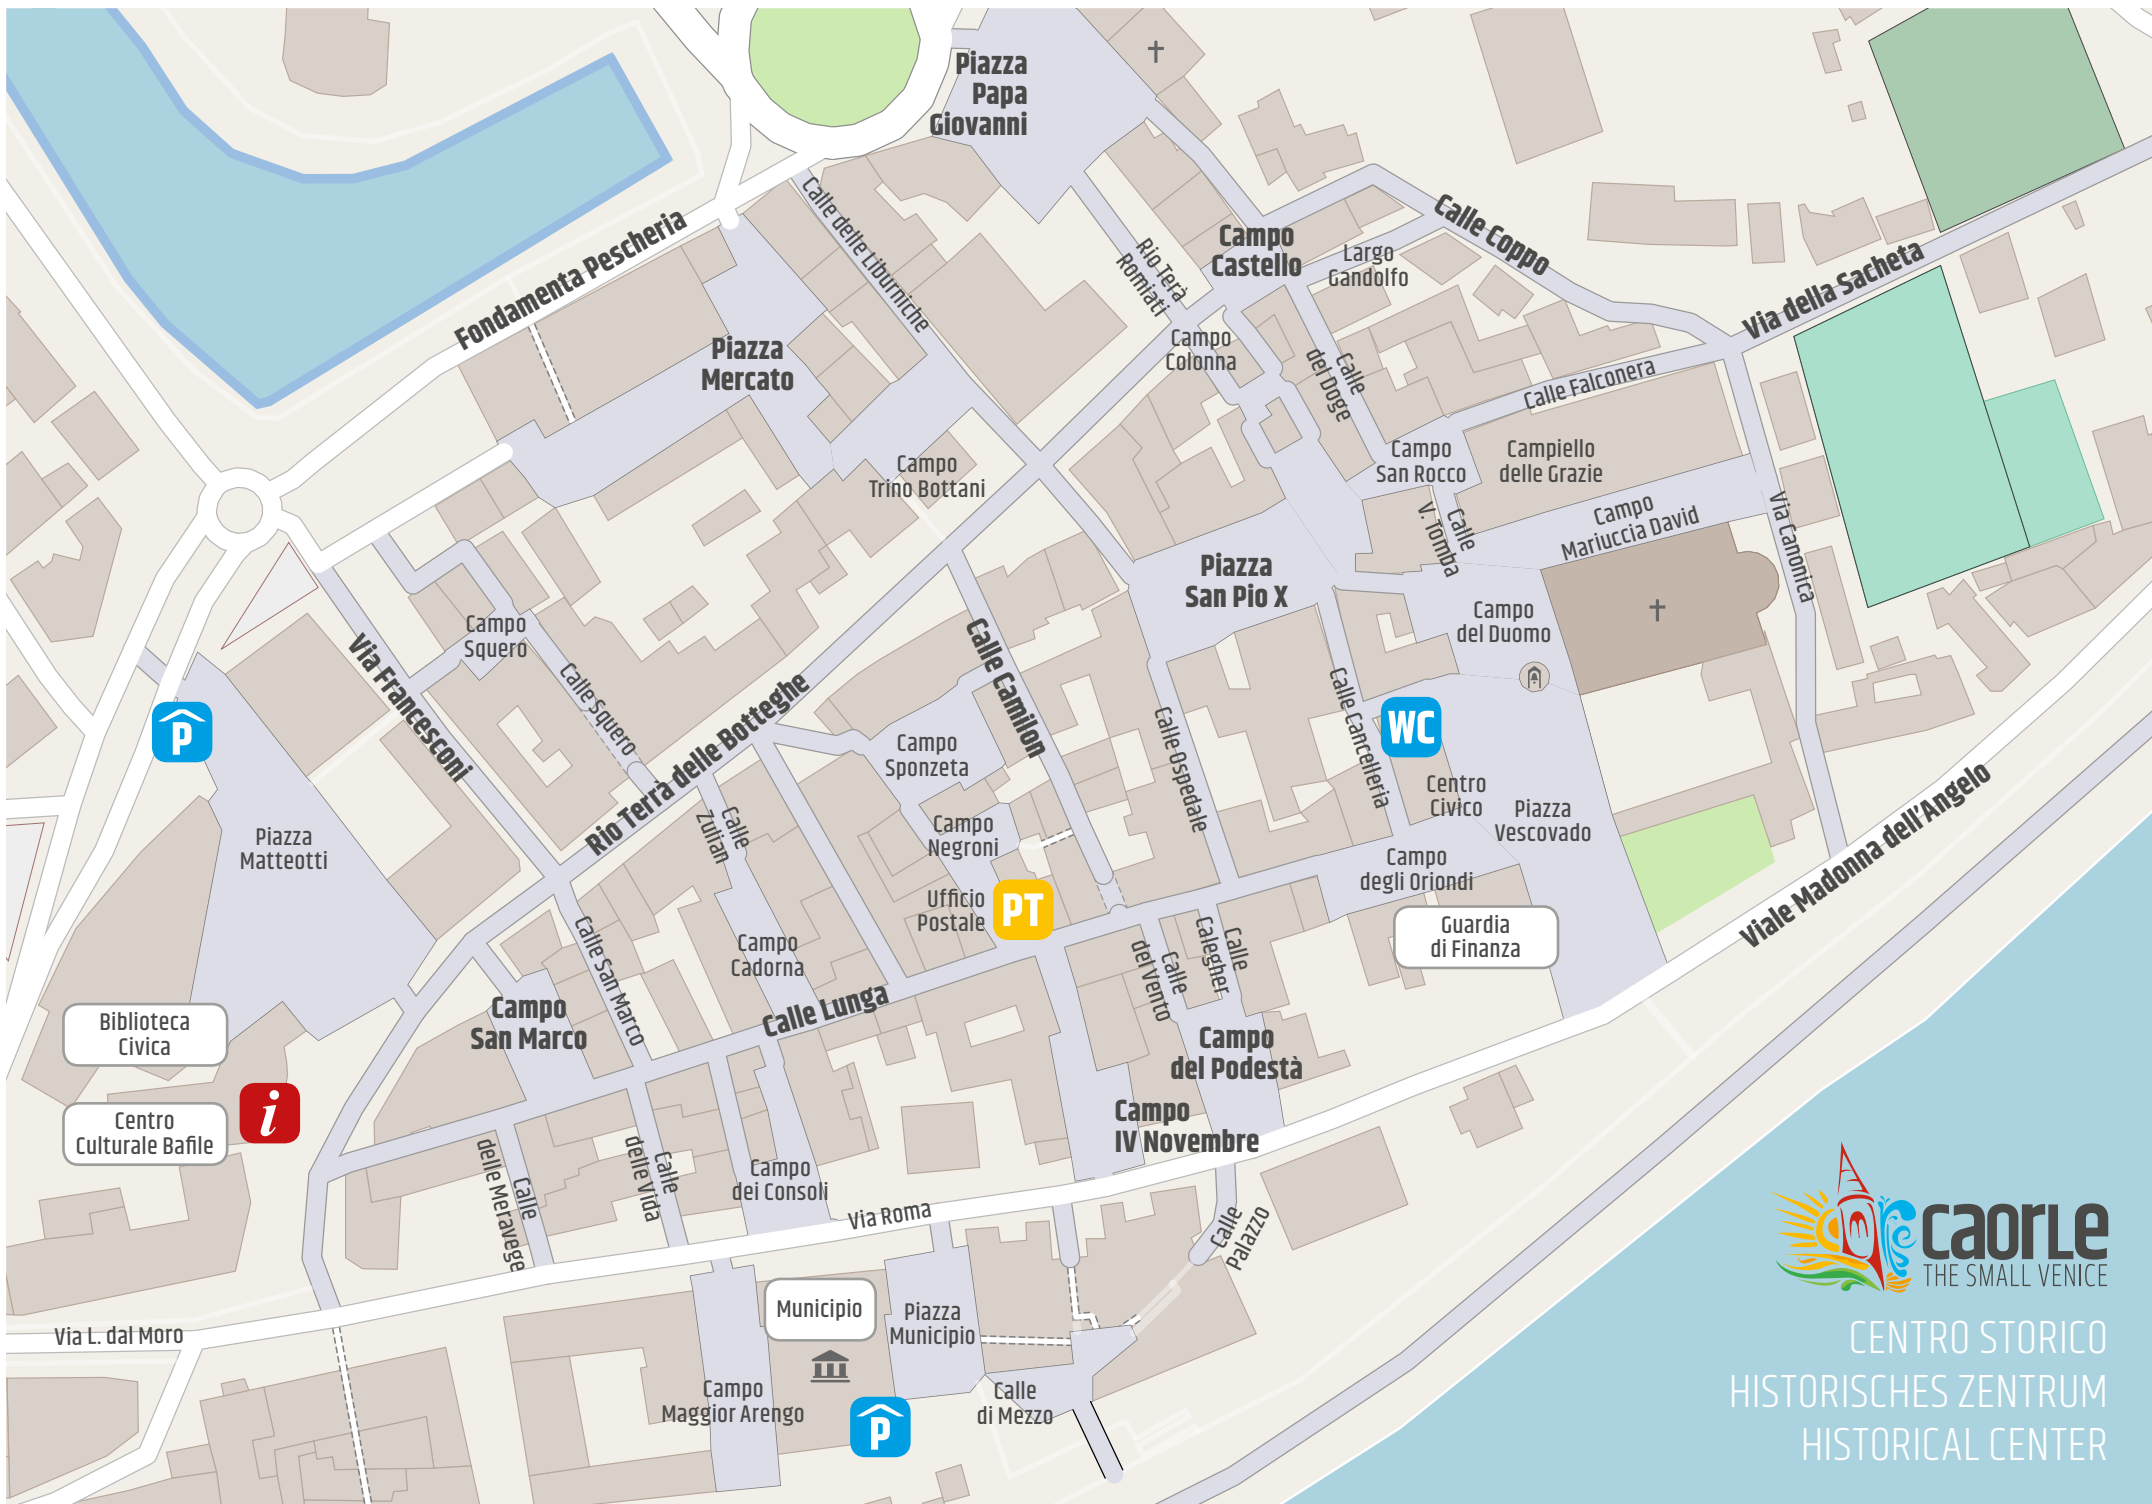 Piazza
Papa
Giovanni
Calle delle Liburniche
Fondamenta Pescheria
Rio Terà
Romiati
Campo
Castello
Largo
Gandolfo
Calle Coppo
Via della Sacheta
Piazza
Mercato
Campo
Colonna
Calle
del Doge
Calle Falconera
Campo
Trino Bottani
Campo
San Rocco
Campiello
delle Grazie
Calle
V. Tomba
Campo
Mariuccia David
Via Canonica
Piazza
San Pio X
Campo
del Duomo
Campo
Squero
Calle Squero
Via Francesconi
Calle Camilon
P
Rio Terrà delle Botteghe
Campo
Sponzeta
Calle Ospedale
Calle Cancelleria
WC
Centro
Civico
Piazza
Vescovado
Piazza
Matteotti
Calle
Zulian
Campo
Negroni
Campo
degli Oriondi
Viale Madonna dell'Angelo
Ufficio
Postale
PT
Guardia
di Finanza
Calle San Marco
Campo
Cadorna
Calle
del Vento
Calle
Calegher
Campo
San Marco
Calle Lunga
Campo
del Podestà
Biblioteca
Civica
Centro
Culturale Bafile
i
Campo
IV Novembre
Calle
delle Meravege
Calle
delle Vida
Campo
dei Consoli
Via Roma
Calle
Palazzo
caorle
THE SMALL VENICE
Via L. dal Moro
Municipio
Piazza
Municipio
Campo
Maggior Arengo
P
Calle
di Mezzo
CENTRO STORICO
HISTORISCHES ZENTRUM
HISTORICAL CENTER